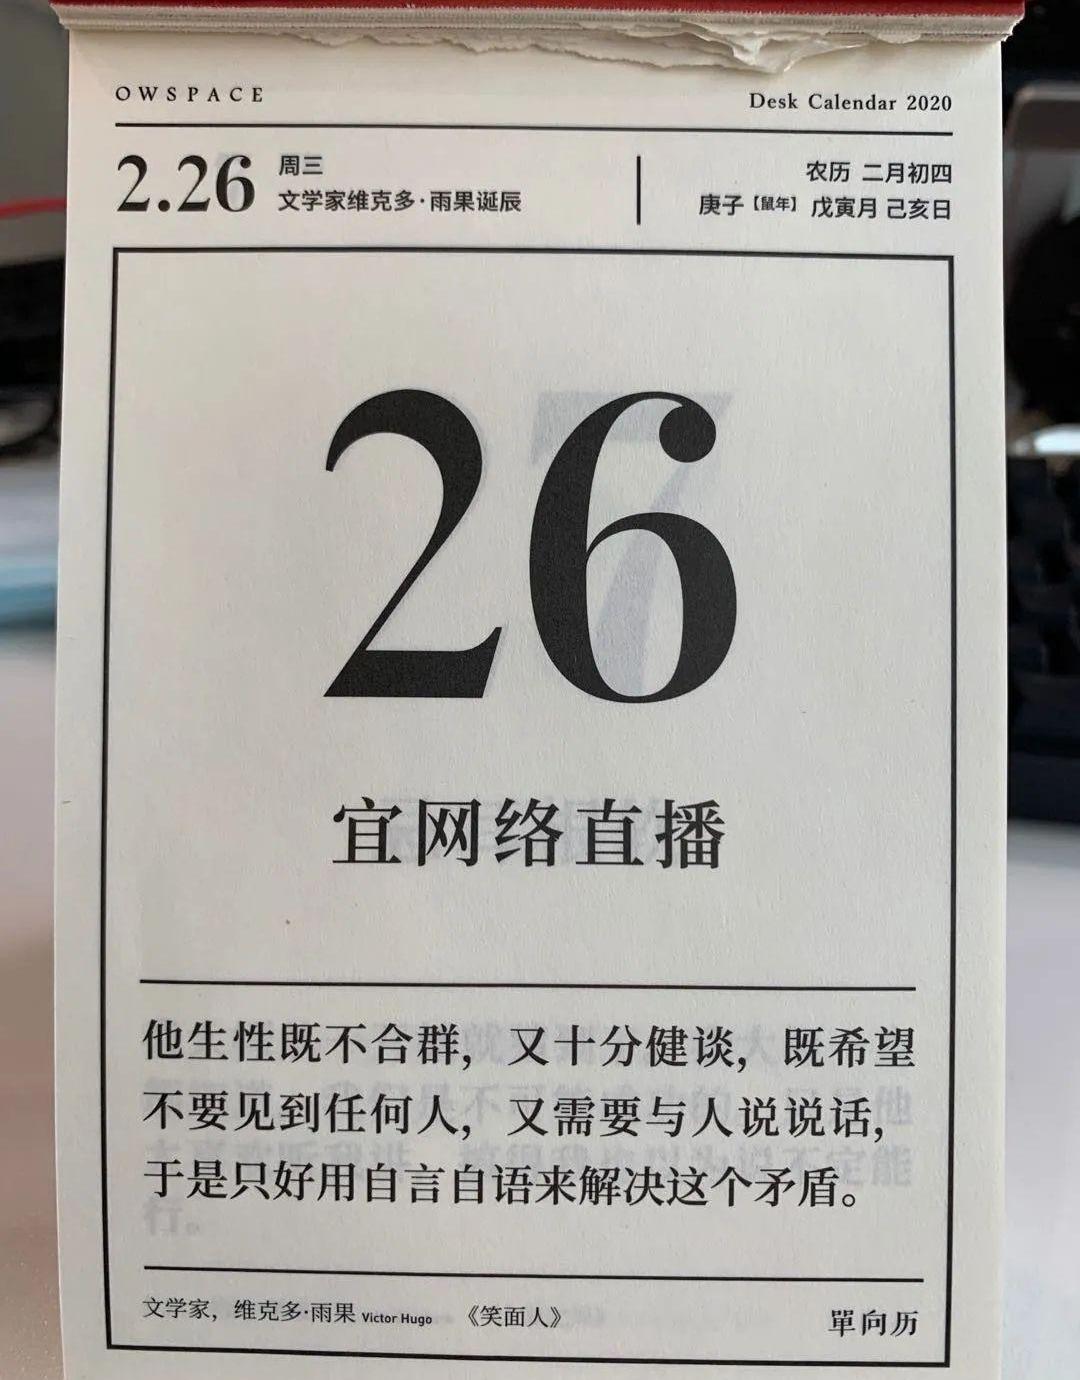 OWSPACE
Desk Calendar 2020
2.26
周三
文学家维克多·雨果诞辰
农历 二月初四
庚子【鼠年】 戊寅月 己亥日
26
宜网络直播
他生性既不合群，又十分健谈，既希望
不要见到任何人，又需要与人说说话，
于是只好用自言自语来解决这个矛盾。
文学家，维克多·雨果 Victor Hugo 《笑面人》
單向历